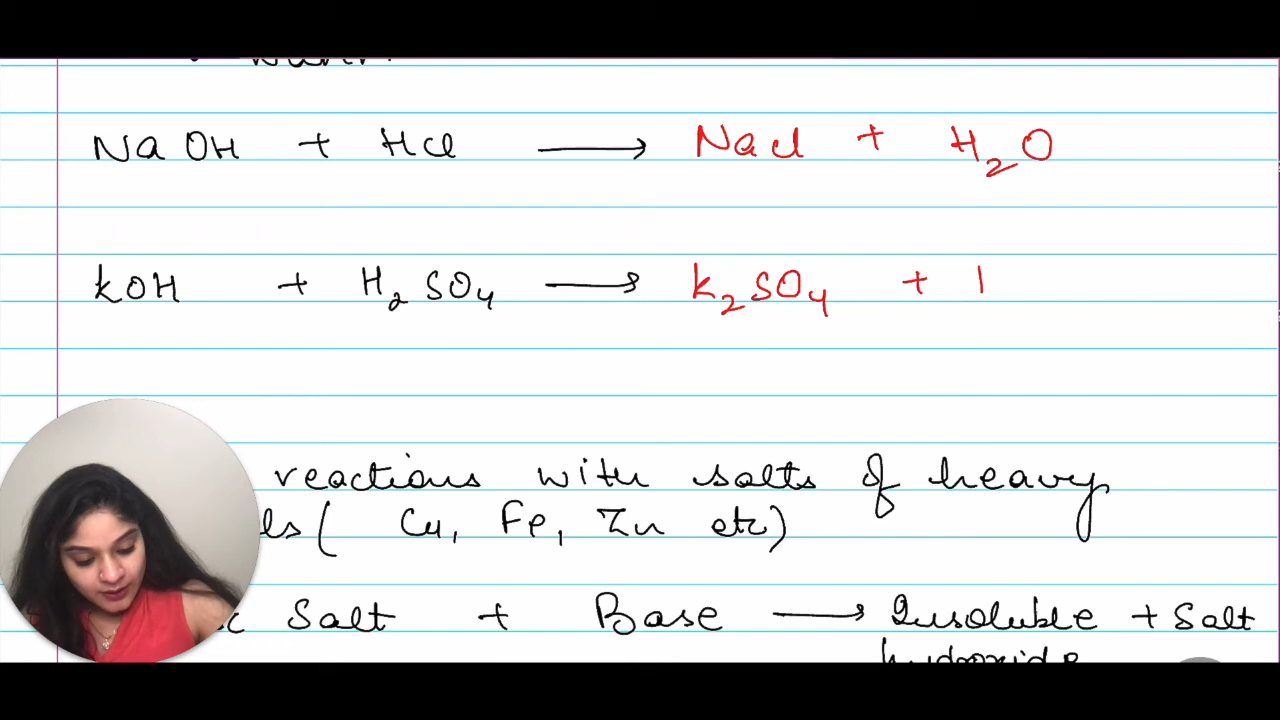 NaOH + HCl → Nacl + H₂O
kOH + H₂SO₄ → k₂SO₄ + 1
reactions with salts of heavy
ls ( Cu, Fe, Zn etc)
c Salt + Base → Insoluble + Salt
hydroxide